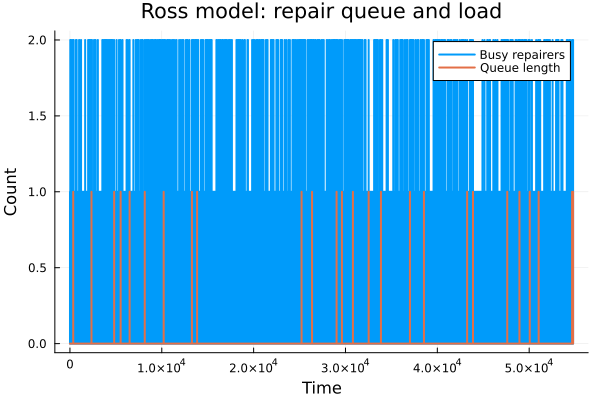 Ross model: repair queue and load
Busy repairers
Queue length
Count
2.0
1.5
1.0
0.5
0.0
0
1.0×10⁴
2.0×10⁴
3.0×10⁴
4.0×10⁴
5.0×10⁴
Time